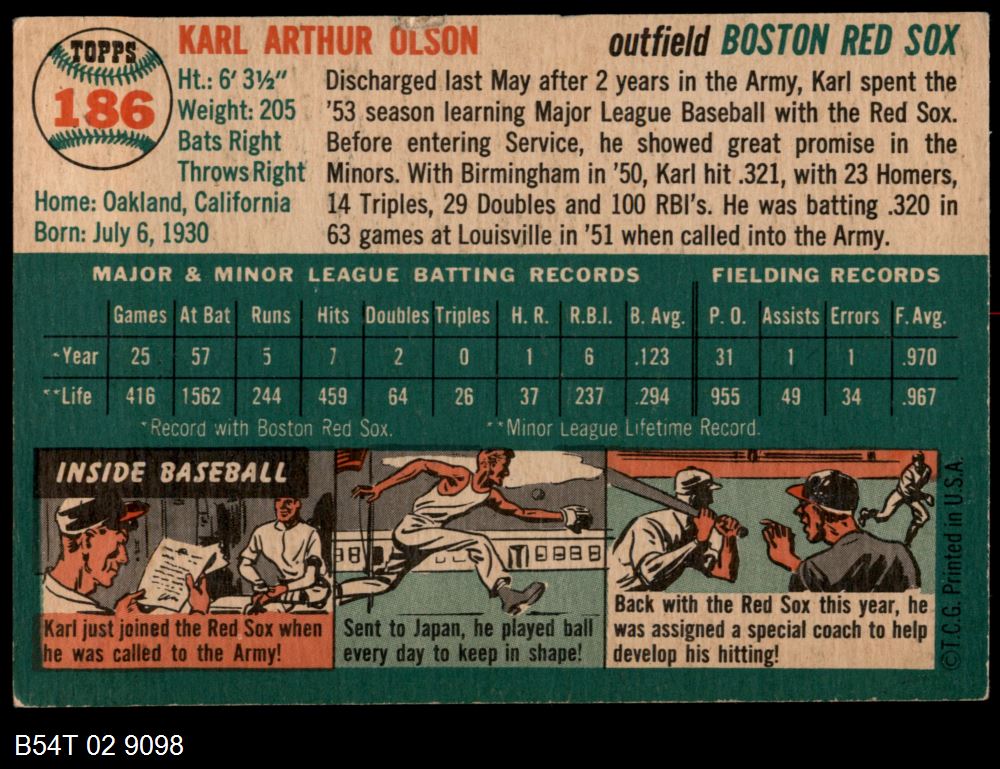 TOPPS
186
KARL ARTHUR OLSON
outfield BOSTON RED SOX
Ht.: 6' 3½"
Weight: 205
Bats Right
Throws Right
Home: Oakland, California
Born: July 6, 1930
Discharged last May after 2 years in the Army, Karl spent the
'53 season learning Major League Baseball with the Red Sox.
Before entering Service, he showed great promise in the
Minors. With Birmingham in '50, Karl hit .321, with 23 Homers,
14 Triples, 29 Doubles and 100 RBI's. He was batting .320 in
63 games at Louisville in '51 when called into the Army.
MAJOR & MINOR LEAGUE BATTING RECORDS FIELDING RECORDS
Games At Bat Runs Hits Doubles Triples H. R. R.B.I. B. Avg. P. O. Assists Errors F. Avg.
*Year 25 57 5 7 2 0 1 6 .123 31 1 1 .970
**Life 416 1562 244 459 64 26 37 237 .294 955 49 34 .967
*Record with Boston Red Sox. **Minor League Lifetime Record.
INSIDE BASEBALL
Karl just joined the Red Sox when
he was called to the Army!
Sent to Japan, he played ball
every day to keep in shape!
Back with the Red Sox this year, he
was assigned a special coach to help
develop his hitting!
©T.C.G. Printed in U.S.A.
B54T 02 9098